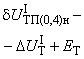 δU^I_{ТП(0,4)н} −
− ΔU^I_Т + E_Т